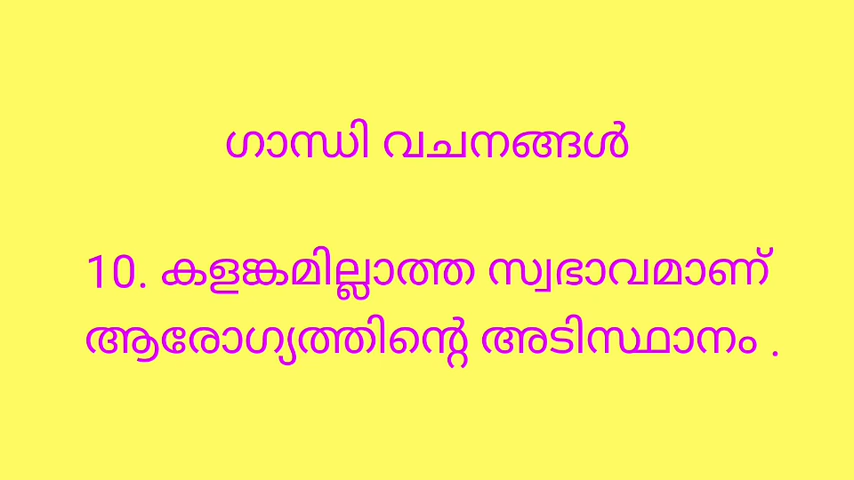 ഗാന്ധി വചനങ്ങൾ
10. കളങ്കമില്ലാത്ത സ്വഭാവമാണ്
ആരോഗ്യത്തിന്റെ അടിസ്ഥാനം .